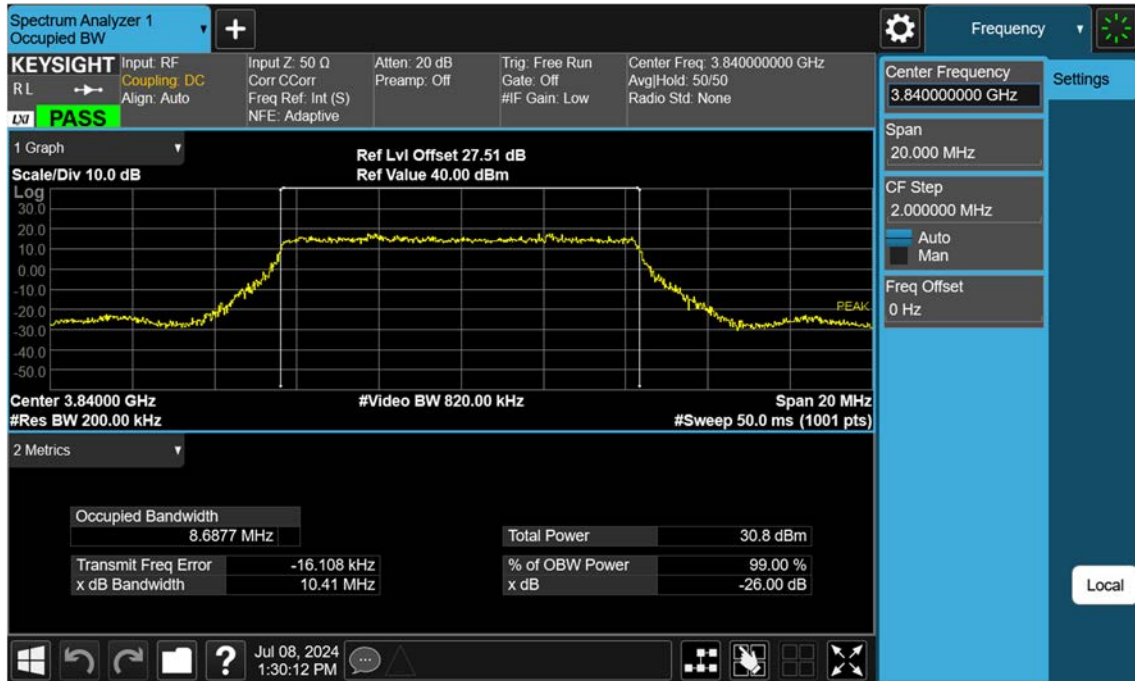 Spectrum Analyzer 1
Occupied BW
Frequency
KEYSIGHT
R L
LXI
PASS
Input: RF
Coupling: DC
Align: Auto
Input Z: 50 Ω
Corr CCorr
Freq Ref: Int (S)
NFE: Adaptive
Atten: 20 dB
Preamp: Off
Trig: Free Run
Gate: Off
#IF Gain: Low
Center Freq: 3.840000000 GHz
Avg|Hold: 50/50
Radio Std: None
Center Frequency
3.840000000 GHz
Settings
Span
20.000 MHz
CF Step
2.000000 MHz
Auto
Man
Freq Offset
0 Hz
Local
1 Graph
Scale/Div 10.0 dB
Ref Lvl Offset 27.51 dB
Ref Value 40.00 dBm
Log
30.0
20.0
10.0
0.00
-10.0
-20.0
-30.0
-40.0
-50.0
PEAK
Center 3.84000 GHz
#Video BW 820.00 kHz
Span 20 MHz
#Res BW 200.00 kHz
#Sweep 50.0 ms (1001 pts)
2 Metrics
Occupied Bandwidth
8.6877 MHz
Total Power 30.8 dBm
Transmit Freq Error -16.108 kHz
% of OBW Power 99.00 %
x dB Bandwidth 10.41 MHz
x dB -26.00 dB
?
Jul 08, 2024
1:30:12 PM